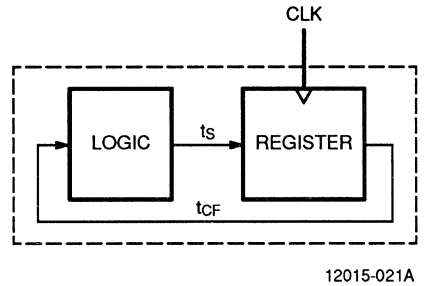 CLK
LOGIC
tS
REGISTER
tCF
12015-021A